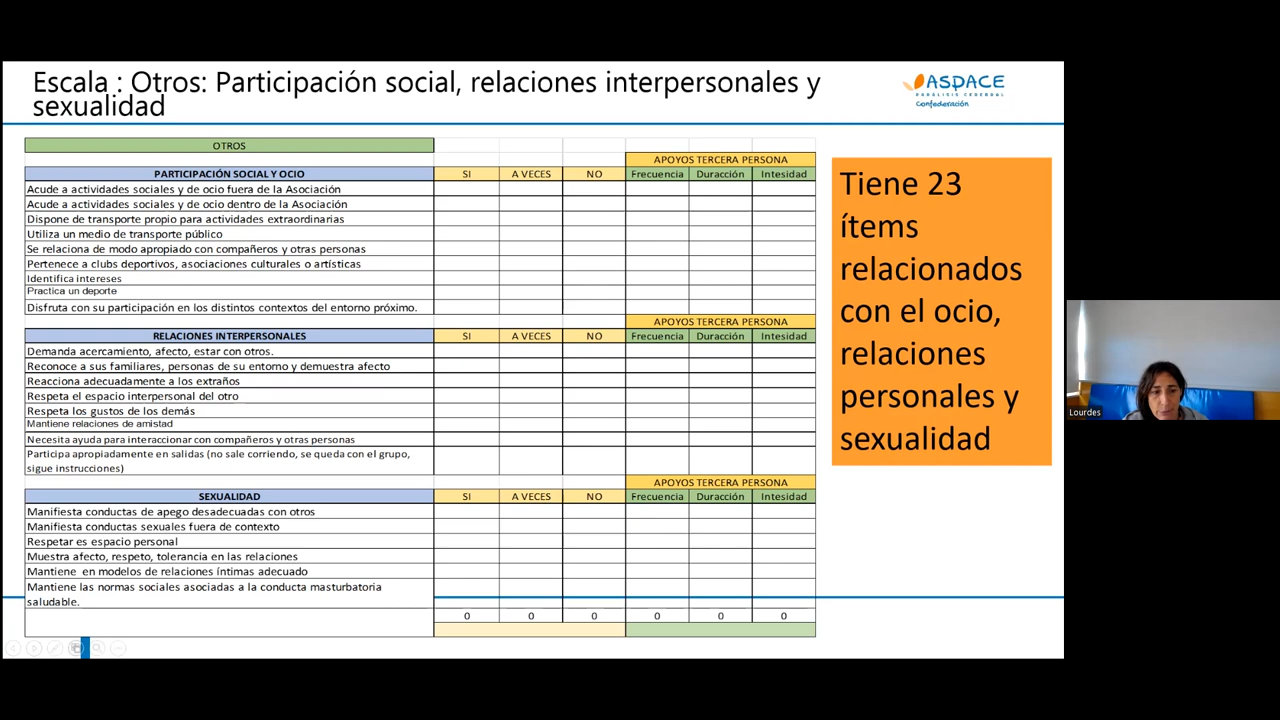 Escala : Otros: Participación social, relaciones interpersonales y
sexualidad
ASPACE
PARÁLISIS CEREBRAL
Confederación
OTROS
APOYOS TERCERA PERSONA
PARTICIPACIÓN SOCIAL Y OCIO SI A VECES NO Frecuencia Duracción Intesidad
Acude a actividades sociales y de ocio fuera de la Asociación
Acude a actividades sociales y de ocio dentro de la Asociación
Dispone de transporte propio para actividades extraordinarias
Utiliza un medio de transporte público
Se relaciona de modo apropiado con compañeros y otras personas
Pertenece a clubs deportivos, asociaciones culturales o artísticas
Identifica intereses
Practica un deporte
Disfruta con su participación en los distintos contextos del entorno próximo.
APOYOS TERCERA PERSONA
RELACIONES INTERPERSONALES SI A VECES NO Frecuencia Duracción Intesidad
Demanda acercamiento, afecto, estar con otros.
Reconoce a sus familiares, personas de su entorno y demuestra afecto
Reacciona adecuadamente a los extraños
Respeta el espacio interpersonal del otro
Respeta los gustos de los demás
Mantiene relaciones de amistad
Necesita ayuda para interaccionar con compañeros y otras personas
Participa apropiadamente en salidas (no sale corriendo, se queda con el grupo,
sigue instrucciones)
APOYOS TERCERA PERSONA
SEXUALIDAD SI A VECES NO Frecuencia Duracción Intesidad
Manifiesta conductas de apego desadecuadas con otros
Manifiesta conductas sexuales fuera de contexto
Respetar es espacio personal
Muestra afecto, respeto, tolerancia en las relaciones
Mantiene en modelos de relaciones íntimas adecuado
Mantiene las normas sociales asociadas a la conducta masturbatoria
saludable.
0 0 0 0 0 0
Tiene 23
ítems
relacionados
con el ocio,
relaciones
personales y
sexualidad
Lourdes